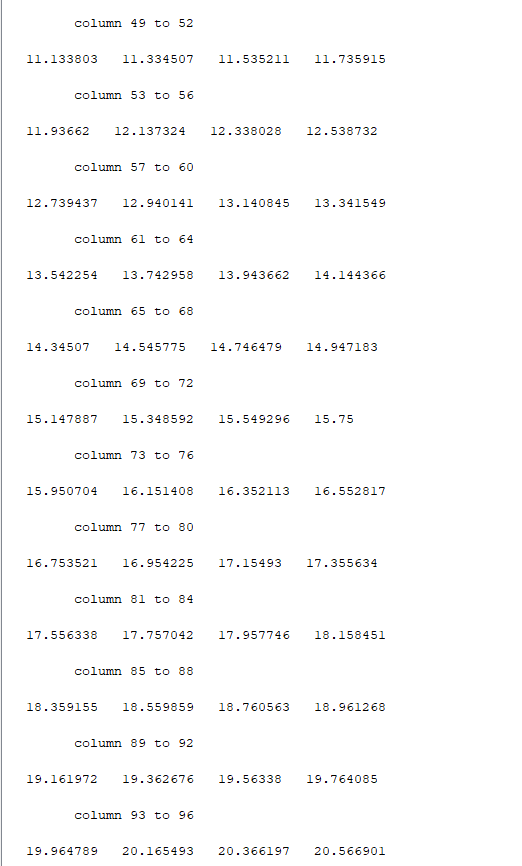 column 49 to 52
11.133803 11.334507 11.535211 11.735915
column 53 to 56
11.93662 12.137324 12.338028 12.538732
column 57 to 60
12.739437 12.940141 13.140845 13.341549
column 61 to 64
13.542254 13.742958 13.943662 14.144366
column 65 to 68
14.34507 14.545775 14.746479 14.947183
column 69 to 72
15.147887 15.348592 15.549296 15.75
column 73 to 76
15.950704 16.151408 16.352113 16.552817
column 77 to 80
16.753521 16.954225 17.15493 17.355634
column 81 to 84
17.556338 17.757042 17.957746 18.158451
column 85 to 88
18.359155 18.559859 18.760563 18.961268
column 89 to 92
19.161972 19.362676 19.56338 19.764085
column 93 to 96
19.964789 20.165493 20.366197 20.566901